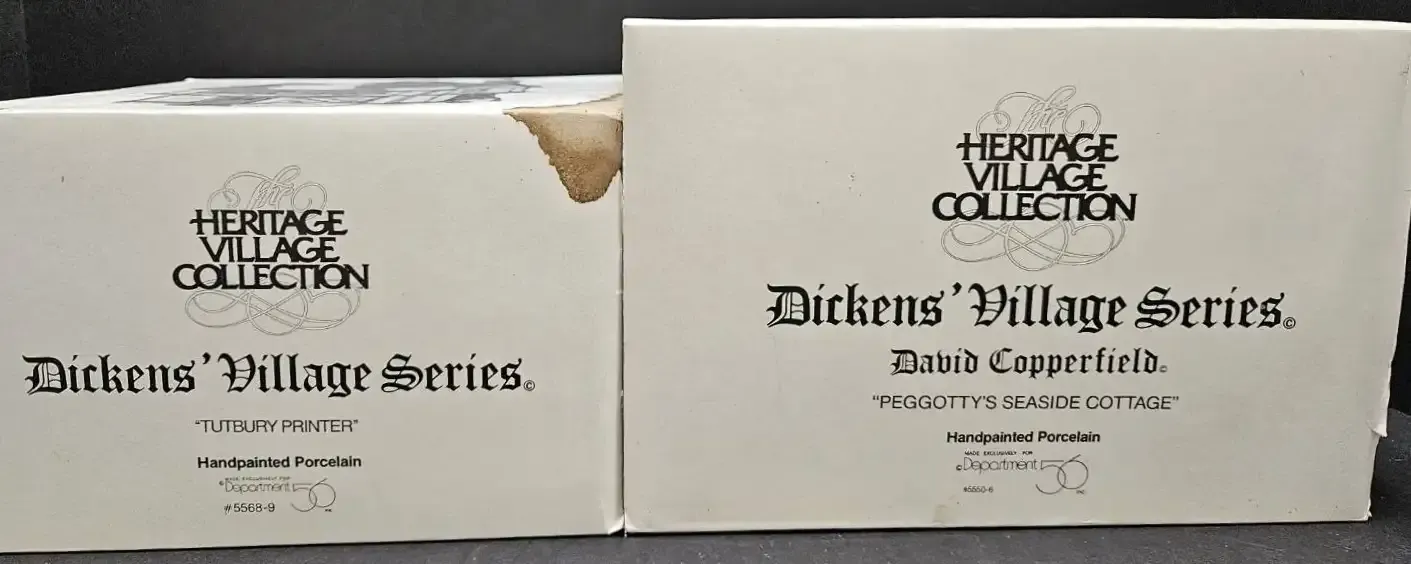 The
HERITAGE
VILLAGE
COLLECTION
Dickens' Village Series©
"TUTBURY PRINTER"
Handpainted Porcelain
MADE EXCLUSIVELY FOR
©Department 56 INC
#5568-9
The
HERITAGE
VILLAGE
COLLECTION
Dickens' Village Series©
David Copperfield©
"PEGGOTTY'S SEASIDE COTTAGE"
Handpainted Porcelain
MADE EXCLUSIVELY FOR
©Department 56 INC
#5550-6